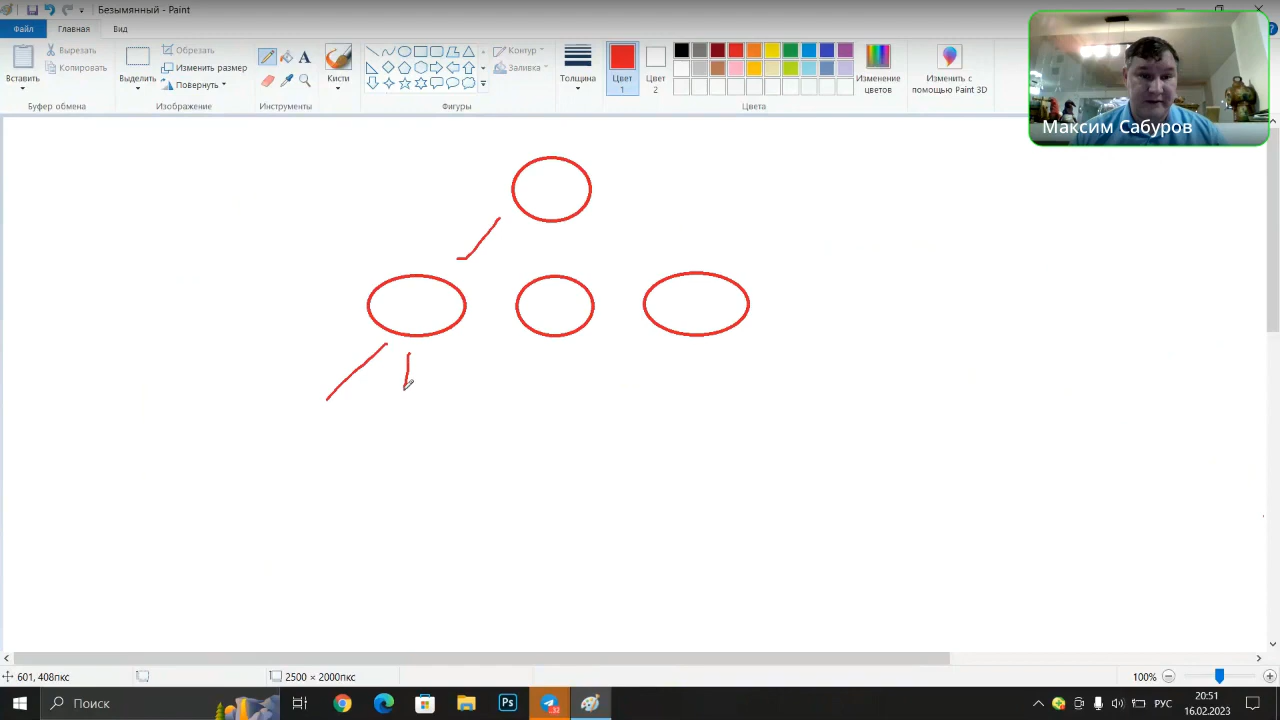 Безымянный - Paint
Файл
Главная
Вид
Вставить
Вырезать
Копировать
Буфер обмена
Выделить
Обрезать
Изменить размер
Повернуть
Изображение
Инструменты
Кисти
Контур
Заливка
Фигуры
Толщина
Цвет
1
Цвет
2
Цвета
Изменение
цветов
Изменить с
помощью Paint 3D
Максим Сабуров
601, 408пкс
2500 × 2000пкс
100%
Поиск
Ps
32
РУС
20:51
16.02.2023